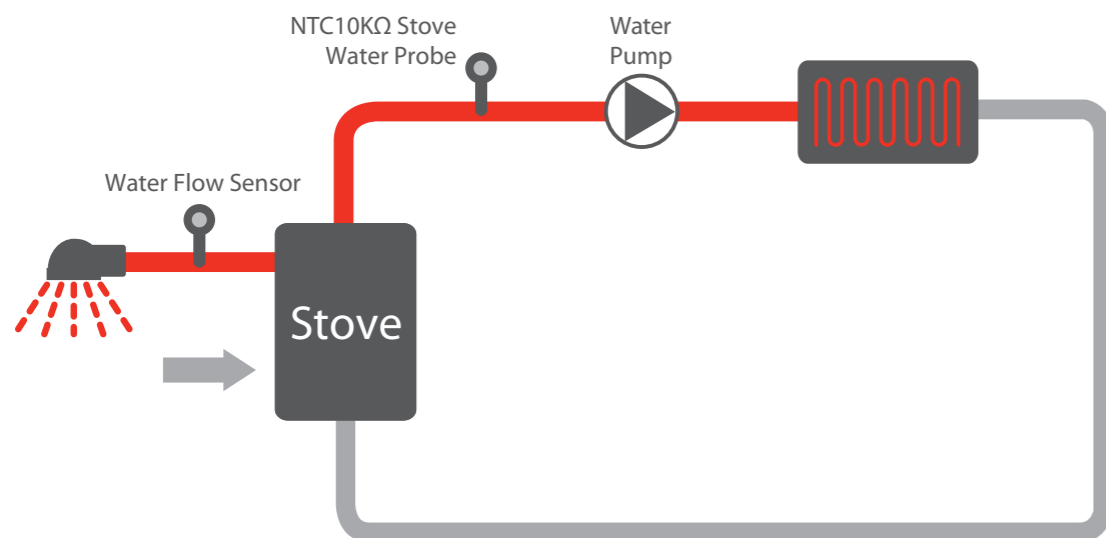 NTC10KΩ Stove
Water Probe
Water
Pump
Water Flow Sensor
Stove